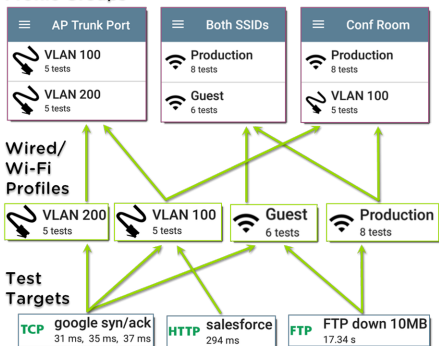 AP Trunk Port
VLAN 100
5 tests
VLAN 200
5 tests
Both SSIDs
Production
8 tests
Guest
6 tests
Conf Room
Production
8 tests
VLAN 100
5 tests
Wired/
Wi-Fi
Profiles
VLAN 200
5 tests
VLAN 100
5 tests
Guest
6 tests
Production
8 tests
Test
Targets
TCP google syn/ack
31 ms, 35 ms, 37 ms
HTTP salesforce
294 ms
FTP FTP down 10MB
17.34 s